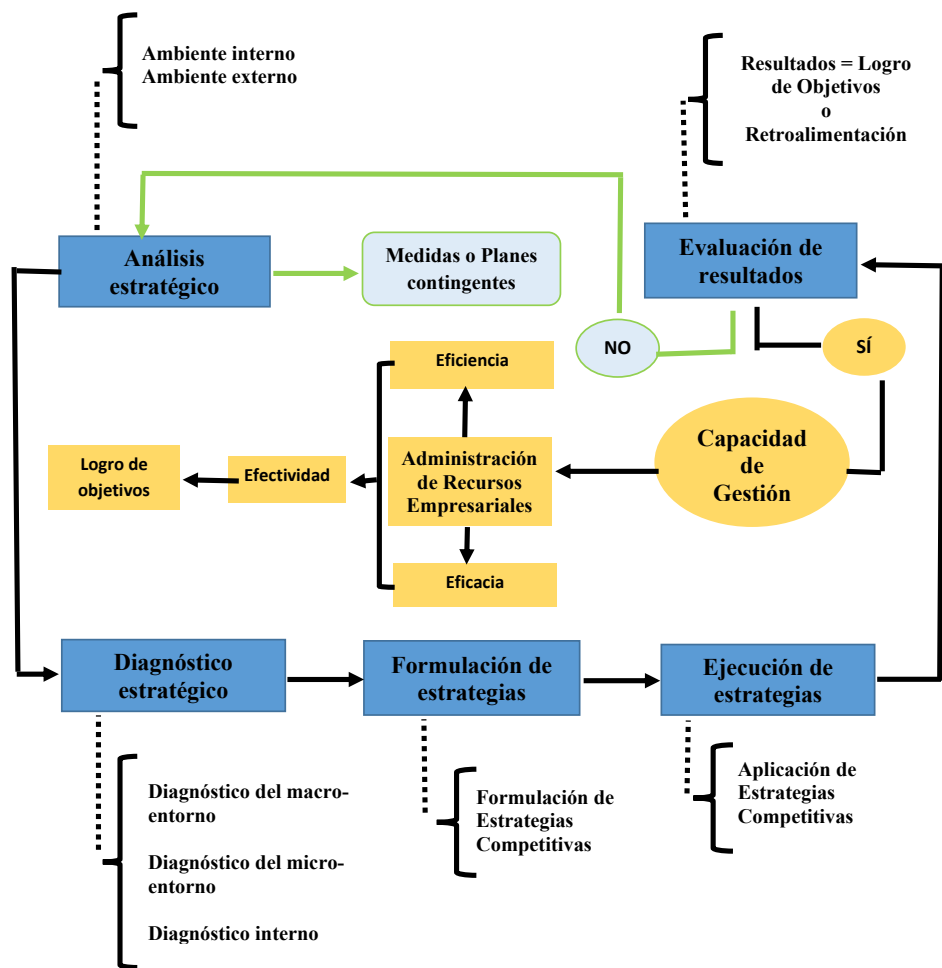 Ambiente interno
Ambiente externo
Resultados = Logro
de Objetivos
o
Retroalimentación
Análisis
estratégico
Medidas o Planes
contingentes
Evaluación de
resultados
NO
SÍ
Eficiencia
Capacidad
de
Gestión
Administración
de Recursos
Empresariales
Efectividad
Logro de
objetivos
Eficacia
Diagnóstico
estratégico
Formulación de
estrategias
Ejecución de
estrategias
Diagnóstico del macro-
entorno
Diagnóstico del micro-
entorno
Diagnóstico interno
Formulación de
Estrategias
Competitivas
Aplicación de
Estrategias
Competitivas